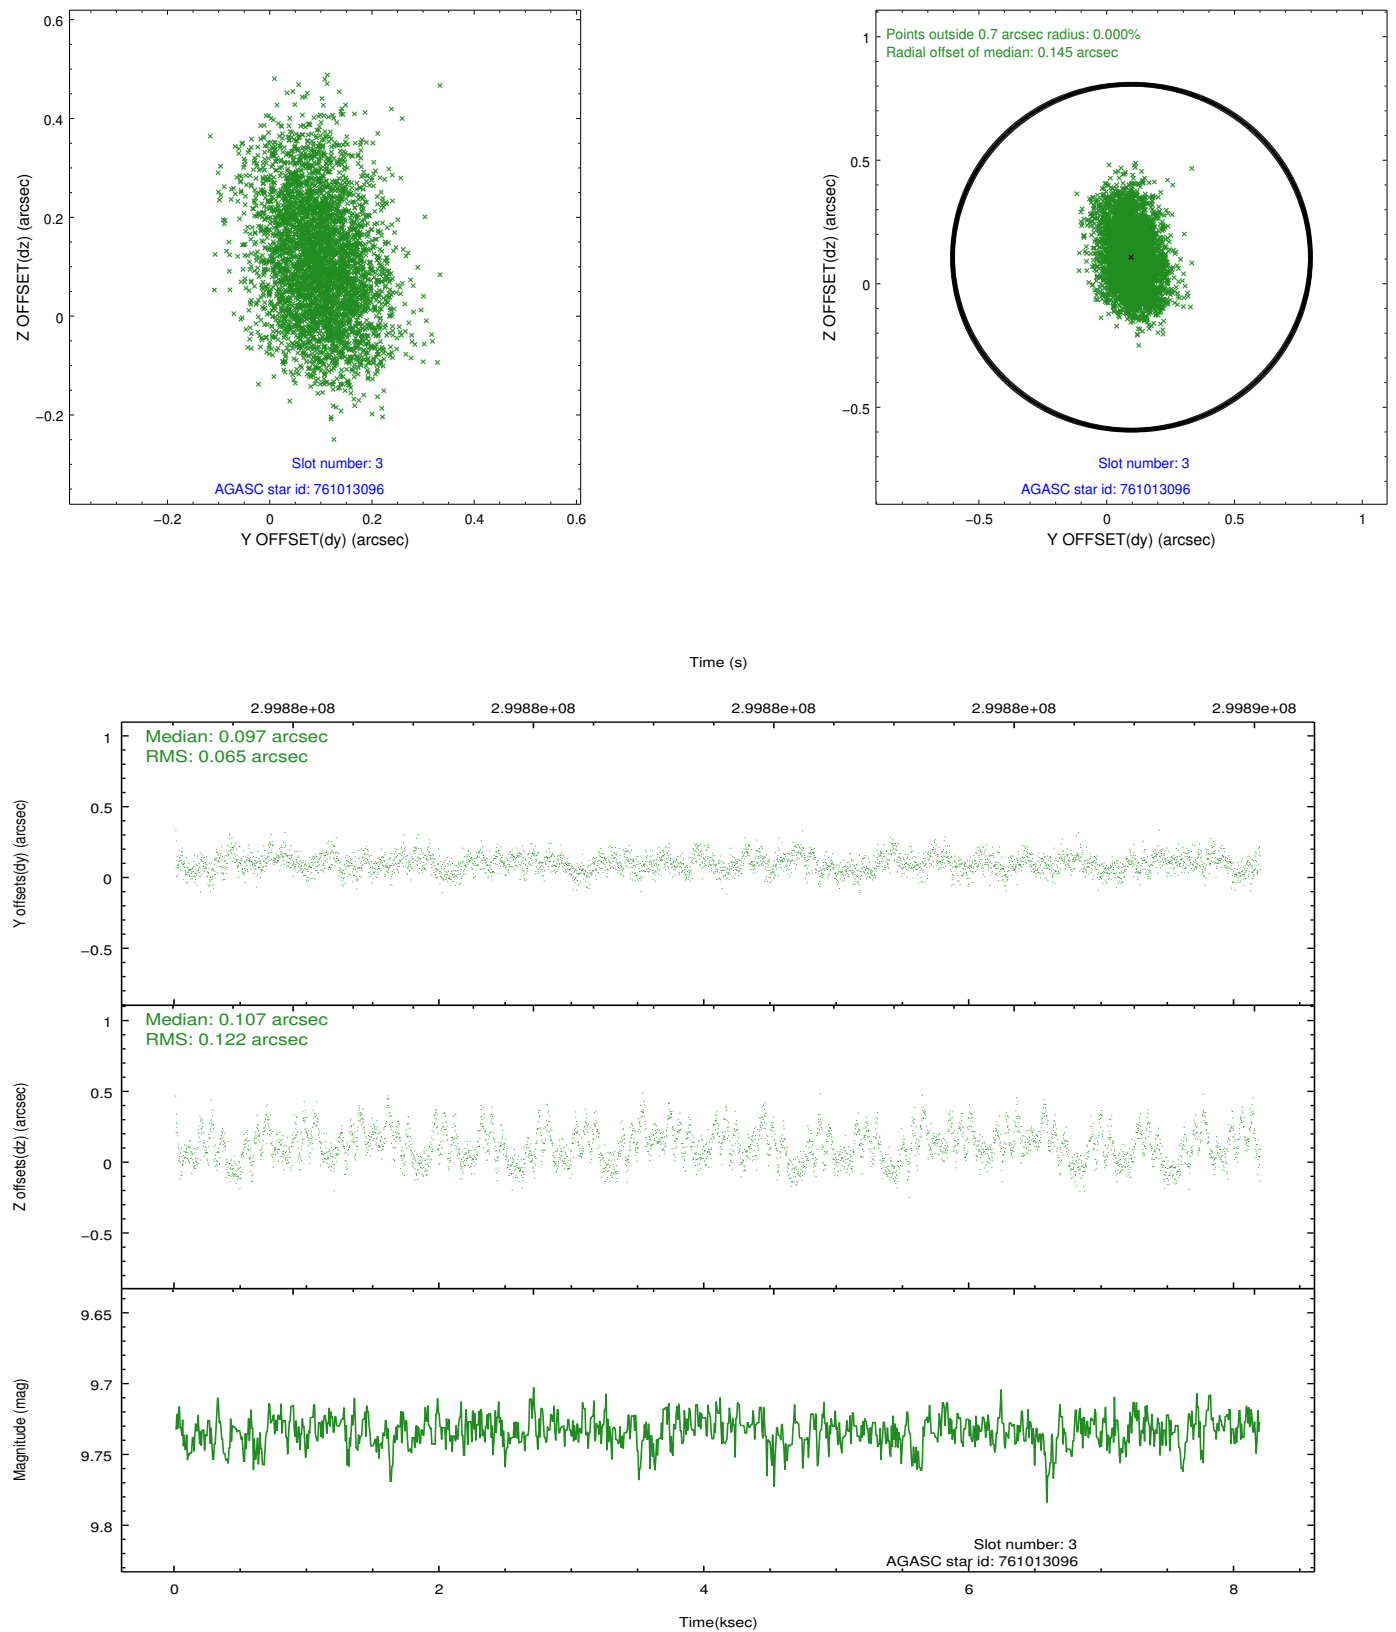 0.6
0.4
0.2
0
−0.2
Z OFFSET(dz) (arcsec)
Slot number: 3
AGASC star id: 761013096
−0.2 0 0.2 0.4 0.6
Y OFFSET(dy) (arcsec)
Points outside 0.7 arcsec radius: 0.000%
Radial offset of median: 0.145 arcsec
1
0.5
0
−0.5
Z OFFSET(dz) (arcsec)
Slot number: 3
AGASC star id: 761013096
−0.5 0 0.5 1
Y OFFSET(dy) (arcsec)
Time (s)
2.9988e+08 2.9988e+08 2.9988e+08 2.9988e+08 2.9989e+08
Median: 0.097 arcsec
RMS: 0.065 arcsec
1
0.5
0
−0.5
Y offsets(dy) (arcsec)
Median: 0.107 arcsec
RMS: 0.122 arcsec
1
0.5
0
−0.5
Z offsets(dz) (arcsec)
9.65
9.7
9.75
9.8
Magnitude (mag)
Slot number: 3
AGASC star id: 761013096
0 2 4 6 8
Time(ksec)